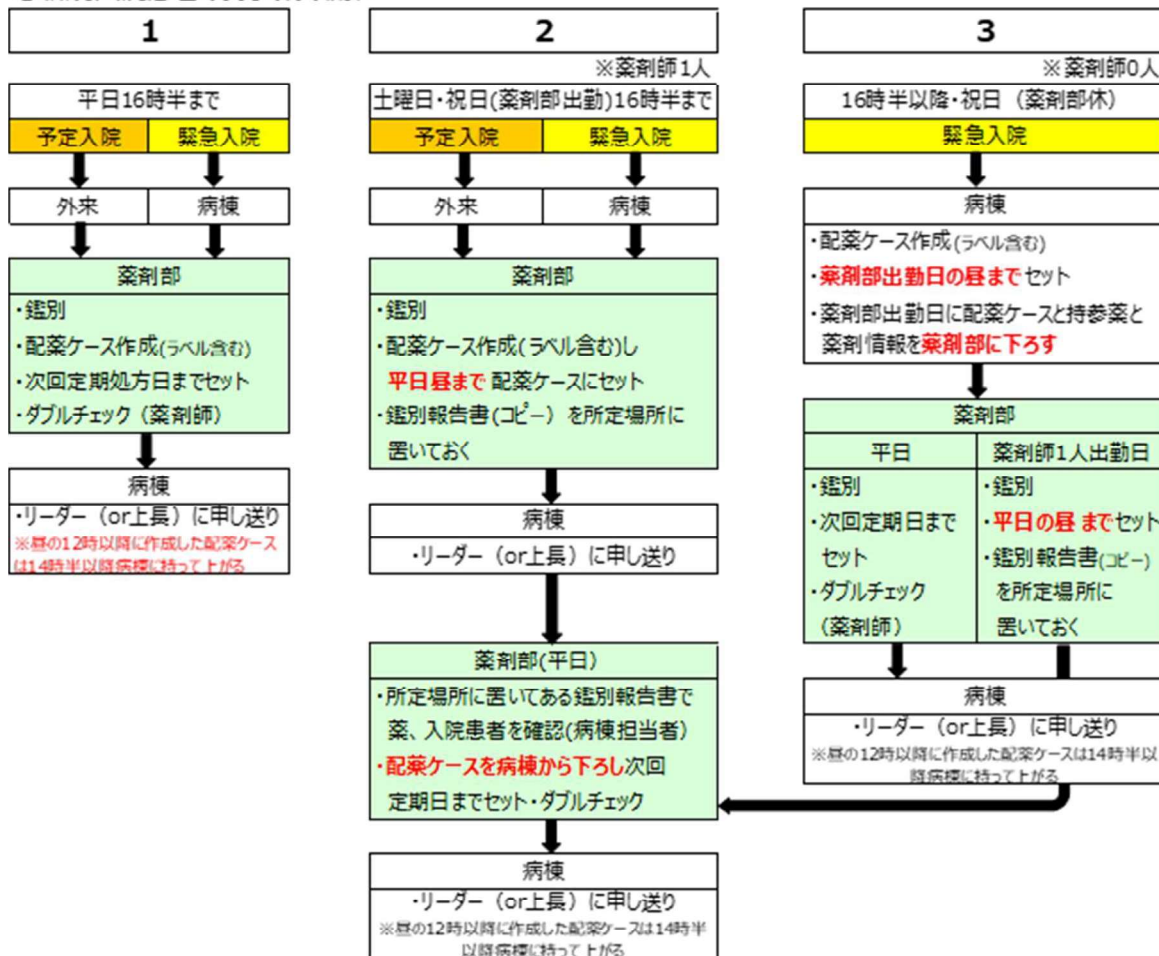 1
平日16時半まで
予定入院
緊急入院
外来
病棟
薬剤部
・鑑別
・配薬ケース作成(ラベル含む)
・次回定期処方日までセット
・ダブルチェック（薬剤師）
病棟
・リーダー（or上長）に申し送り
※昼の12時以降に作成した配薬ケース
は14時半以降病棟に持って上がる
2
※薬剤師1人
土曜日・祝日(薬剤部出勤)16時半まで
予定入院
緊急入院
外来
病棟
薬剤部
・鑑別
・配薬ケース作成(ラベル含む)し
平日昼まで 配薬ケースにセット
・鑑別報告書(コピー）を所定場所に
置いておく
病棟
・リーダー（or上長）に申し送り
薬剤部(平日)
・所定場所に置いてある鑑別報告書で
薬、入院患者を確認(病棟担当者)
・配薬ケースを病棟から下ろし次回
定期日までセット・ダブルチェック
病棟
・リーダー（or上長）に申し送り
※昼の12時以降に作成した配薬ケースは14時半
以降病棟に持って上がる
3
※薬剤師0人
16時半以降・祝日（薬剤部休）
緊急入院
病棟
・配薬ケース作成(ラベル含む)
・薬剤部出勤日の昼までセット
・薬剤部出勤日に配薬ケースと持参薬と
薬剤情報を薬剤部に下ろす
薬剤部
平日
・鑑別
・次回定期日まで
セット
・ダブルチェック
（薬剤師）
薬剤師1人出勤日
・鑑別
・平日の昼 までセット
・鑑別報告書(コピー)
を所定場所に
置いておく
病棟
・リーダー（or上長）に申し送り
※昼の12時以降に作成した配薬ケースは14時半以
降病棟に持って上がる